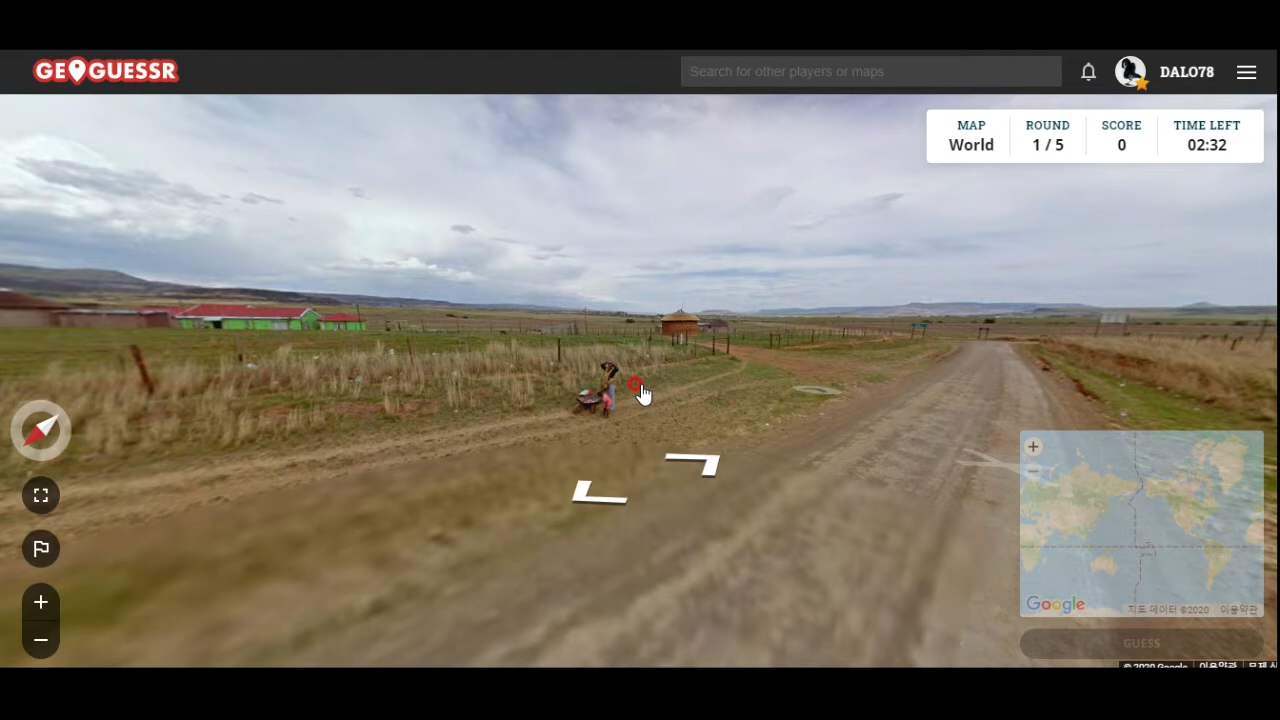 GEOGUESSR
Search for other players or maps
DALO78
MAP
World
ROUND
1 / 5
SCORE
0
TIME LEFT
02:32
+
−
+
−
Google
지도 데이터 ©2020
이용약관
GUESS
© 2020 Google
이용약관